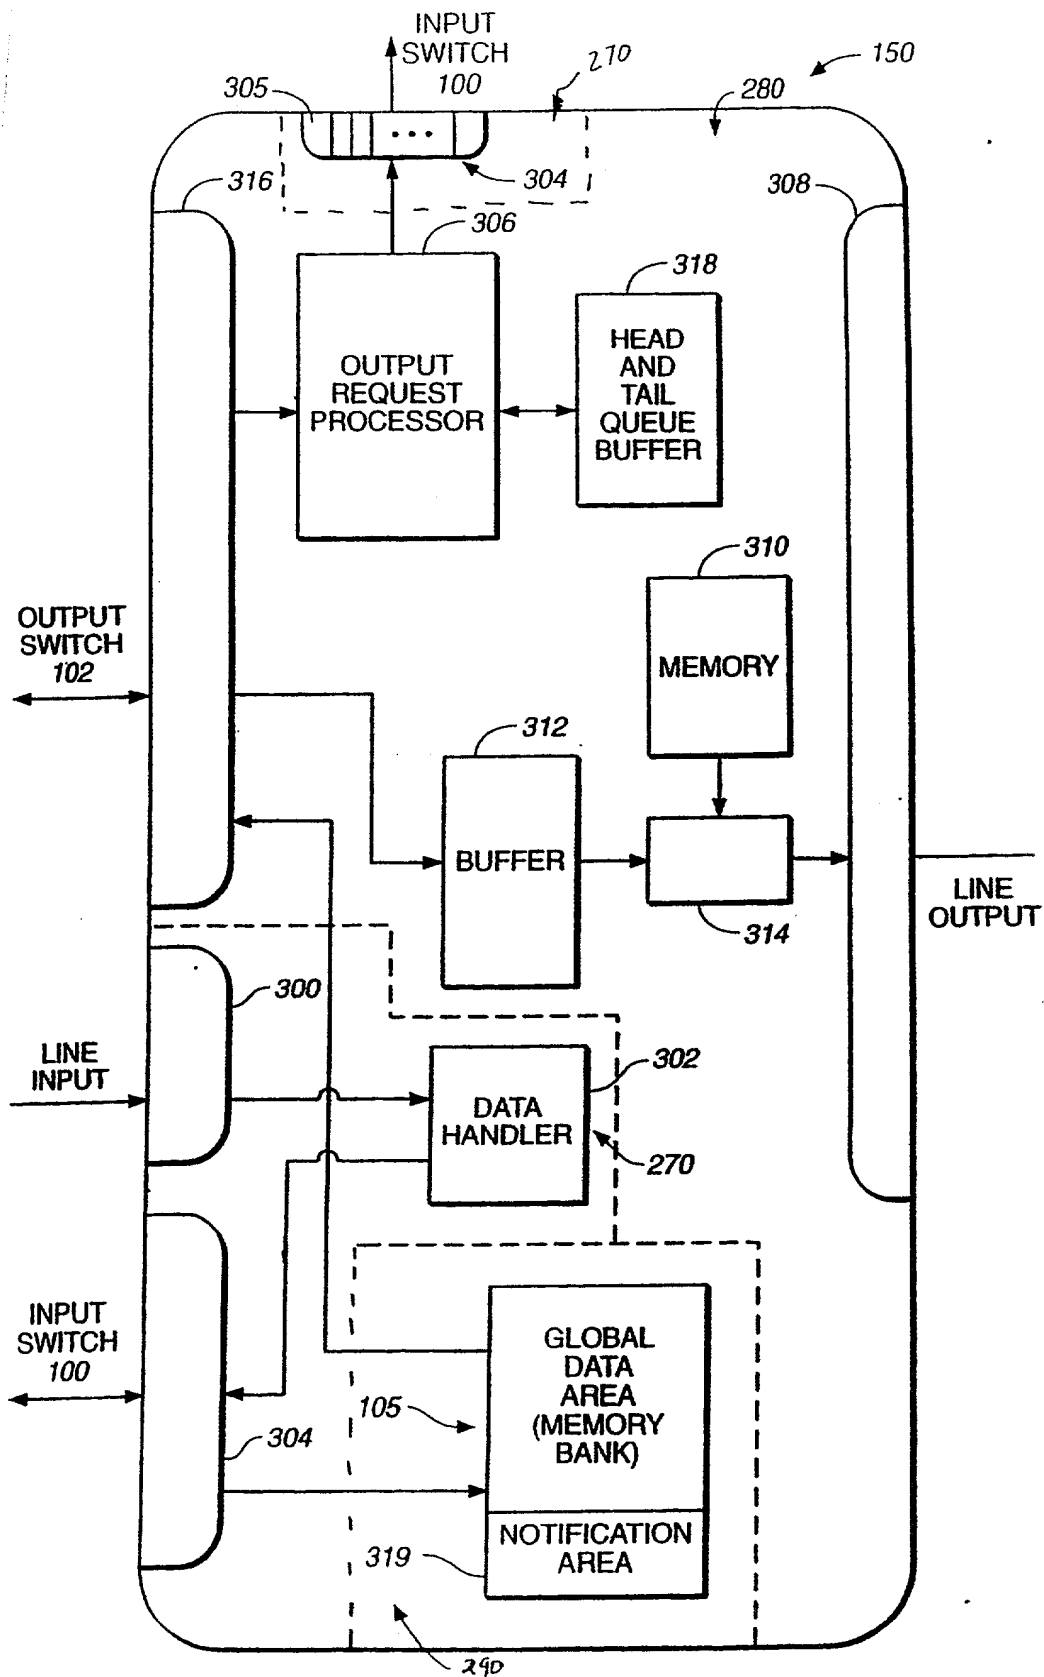 INPUT
SWITCH
100
270
150
305
280
• • •
304
316
308
306
318
OUTPUT
REQUEST
PROCESSOR
HEAD
AND
TAIL
QUEUE
BUFFER
310
OUTPUT
SWITCH
102
MEMORY
312
BUFFER
314
LINE
OUTPUT
300
LINE
INPUT
302
DATA
HANDLER
270
INPUT
SWITCH
100
GLOBAL
DATA
AREA
(MEMORY
BANK)
105
304
NOTIFICATION
AREA
319
290